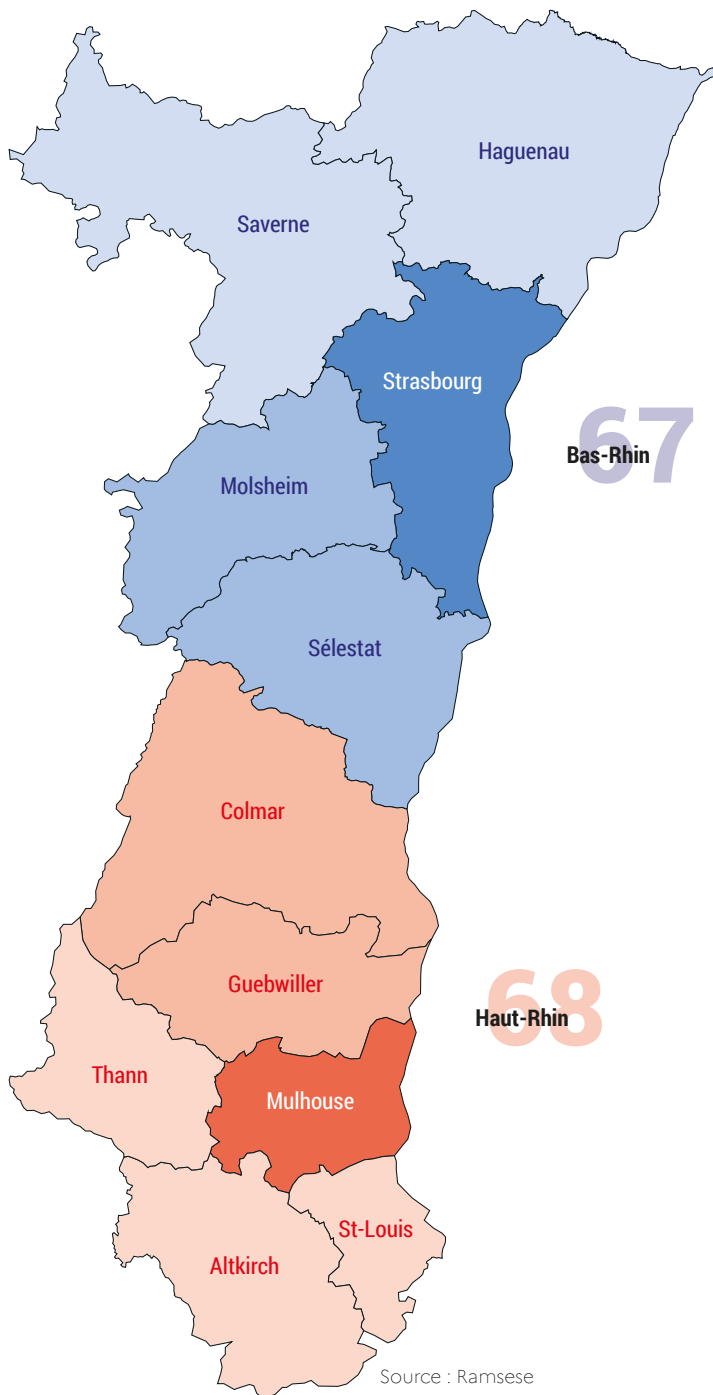 Haguenau
Saverne
Strasbourg
67
Bas-Rhin
Molsheim
Sélestat
Colmar
Guebwiller
68
Haut-Rhin
Thann
Mulhouse
St-Louis
Altkirch
Source : Ramsese